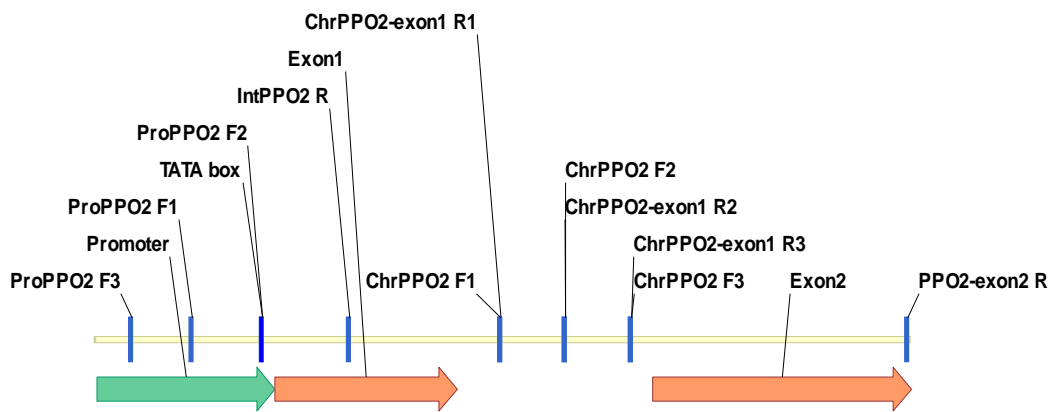 ChrPPO2-exon1 R1
Exon1
IntPPO2 R
ProPPO2 F2
TATA box
ChrPPO2 F2
ProPPO2 F1
ChrPPO2-exon1 R2
Promoter
ChrPPO2-exon1 R3
ProPPO2 F3
ChrPPO2 F1
ChrPPO2 F3
Exon2
PPO2-exon2 R